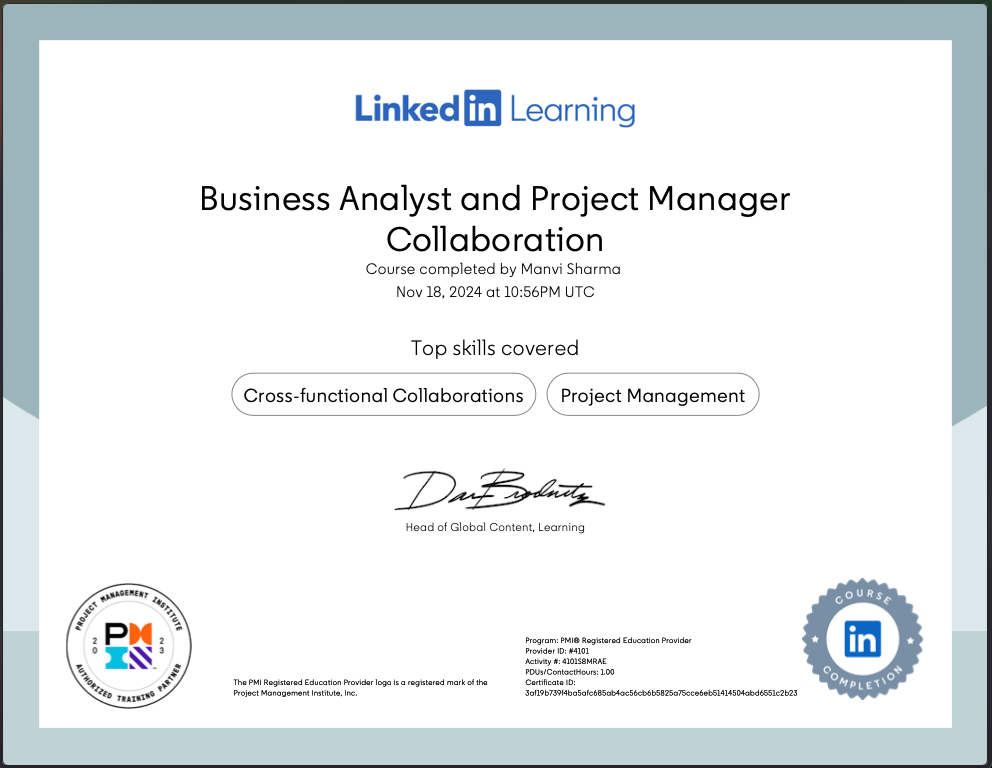 Linked in Learning
Business Analyst and Project Manager
Collaboration
Course completed by Manvi Sharma
Nov 18, 2024 at 10:56PM UTC
Top skills covered
Cross-functional Collaborations
Project Management
Dan Brodnitz
Head of Global Content, Learning
PROJECT MANAGEMENT INSTITUTE
20 23
PMI
AUTHORIZED TRAINING PARTNER
The PMI Registered Education Provider logo is a registered mark of the
Project Management Institute, Inc.
Program: PMI® Registered Education Provider
Provider ID: #4101
Activity #: 4101S8MRAE
PDUs/ContactHours: 1.00
Certificate ID:
3af19b739f4ba5afc685ab4ac56cb6b5825a75cce6eb51414504abd6551c2b23
COURSE
in
COMPLETION